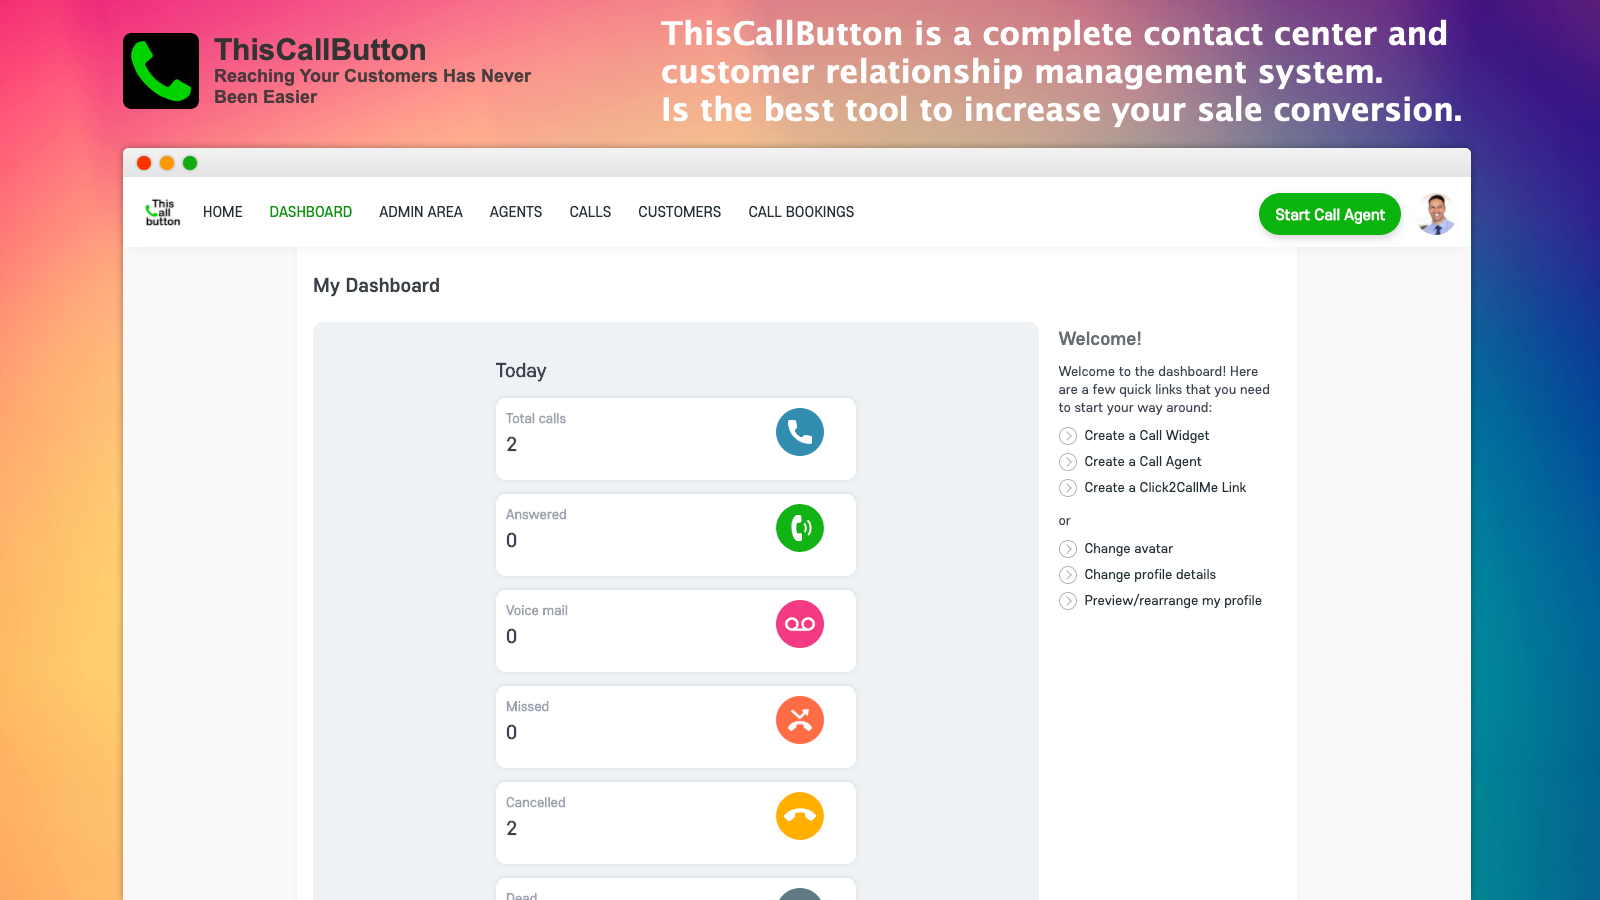 ThisCallButton
Reaching Your Customers Has Never
Been Easier
ThisCallButton is a complete contact center and
customer relationship management system.
Is the best tool to increase your sale conversion.
This
all
button
HOME
DASHBOARD
ADMIN AREA
AGENTS
CALLS
CUSTOMERS
CALL BOOKINGS
Start Call Agent
My Dashboard
Today
Total calls
2
Answered
0
Voice mail
0
Missed
0
Cancelled
2
Dead
Welcome!
Welcome to the dashboard! Here
are a few quick links that you need
to start your way around:
Create a Call Widget
Create a Call Agent
Create a Click2CallMe Link
or
Change avatar
Change profile details
Preview/rearrange my profile